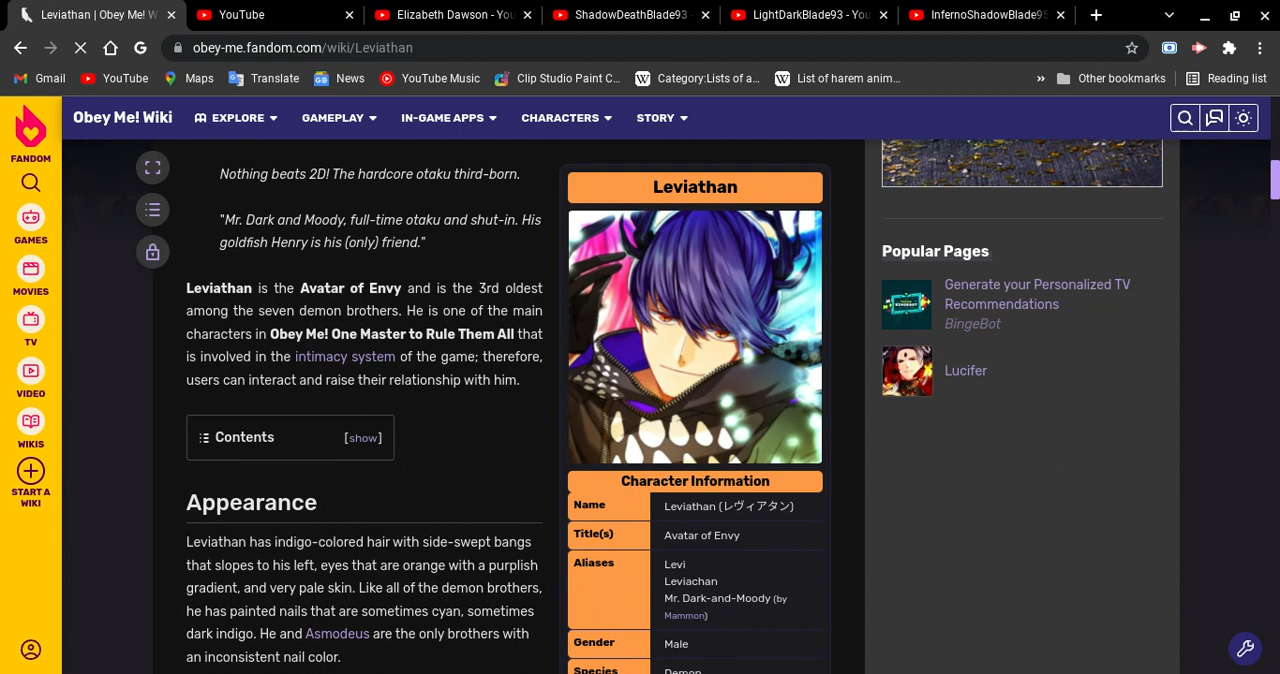 Leviathan | Obey Me! W
YouTube
Elizabeth Dawson - You
ShadowDeathBlade93 -
LightDarkBlade93 - You
InfernoShadowBlade95
obey-me.fandom.com/wiki/Leviathan
Gmail
YouTube
Maps
Translate
News
YouTube Music
Clip Studio Paint C...
Category:Lists of a...
List of harem anim...
»
Other bookmarks
Reading list
FANDOM
GAMES
MOVIES
TV
VIDEO
WIKIS
START A
WIKI
Obey Me! Wiki
EXPLORE
GAMEPLAY
IN-GAME APPS
CHARACTERS
STORY
Nothing beats 2D! The hardcore otaku third-born.
"Mr. Dark and Moody, full-time otaku and shut-in. His
goldfish Henry is his (only) friend."
Leviathan is the Avatar of Envy and is the 3rd oldest
among the seven demon brothers. He is one of the main
characters in Obey Me! One Master to Rule Them All that
is involved in the intimacy system of the game; therefore,
users can interact and raise their relationship with him.
Contents [show]
Appearance
Leviathan has indigo-colored hair with side-swept bangs
that slopes to his left, eyes that are orange with a purplish
gradient, and very pale skin. Like all of the demon brothers,
he has painted nails that are sometimes cyan, sometimes
dark indigo. He and Asmodeus are the only brothers with
an inconsistent nail color.
Leviathan
Character Information
Name Leviathan (レヴィアタン)
Title(s) Avatar of Envy
Aliases Levi
Leviachan
Mr. Dark-and-Moody (by
Mammon)
Gender Male
Species Demon
Popular Pages
Generate your Personalized TV
Recommendations
BingeBot
Lucifer